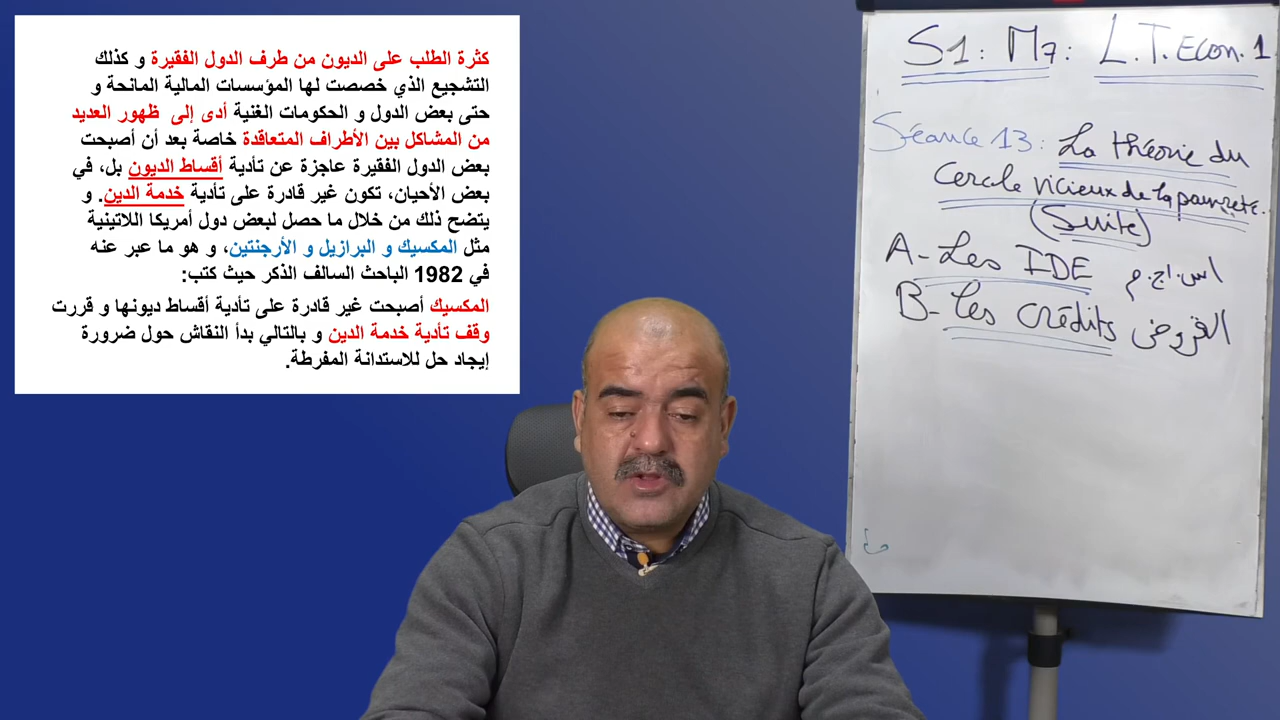 كثرة الطلب على الديون من طرف الدول الفقيرة و كذلك
التشجيع الذي خصصت لها المؤسسات المالية المانحة و
حتى بعض الدول و الحكومات الغنية أدى إلى ظهور العديد
من المشاكل بين الأطراف المتعاقدة خاصة بعد أن أصبحت
بعض الدول الفقيرة عاجزة عن تأدية أقساط الديون بل، في
بعض الأحيان، تكون غير قادرة على تأدية خدمة الدين. و
يتضح ذلك من خلال ما حصل لبعض دول أمريكا اللاتينية
مثل المكسيك و البرازيل و الأرجنتين، و هو ما عبر عنه
في 1982 الباحث السالف الذكر حيث كتب:
المكسيك أصبحت غير قادرة على تأدية أقساط ديونها و قررت
وقف تأدية خدمة الدين و بالتالي بدأ النقاش حول ضرورة
إيجاد حل للاستدانة المفرطة.
S1: M7: L.T. Econ. 1
Séance 13: La théorie du
Cercle vicieux de la pauvreté.
(Suite)
A- Les IDE اس.اج.م
B- Les crédits القروض